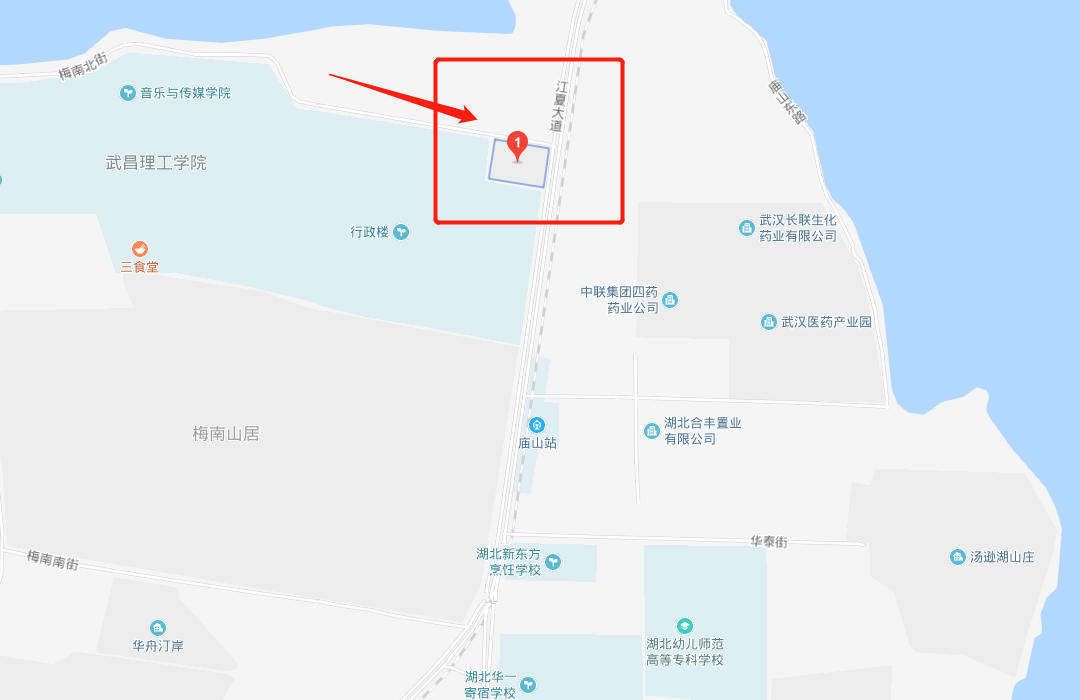 梅南北街
音乐与传媒学院
江夏大道
庙山东路
1
武昌理工学院
行政楼
三食堂
武汉长联生化
药业有限公司
中联集团四药
药业公司
武汉医药产业园
梅南山居
庙山站
湖北合丰置业
有限公司
华泰街
湖北新东方
烹饪学校
梅南南街
汤逊湖山庄
华舟汀岸
湖北幼儿师范
高等专科学校
湖北华一
寄宿学校